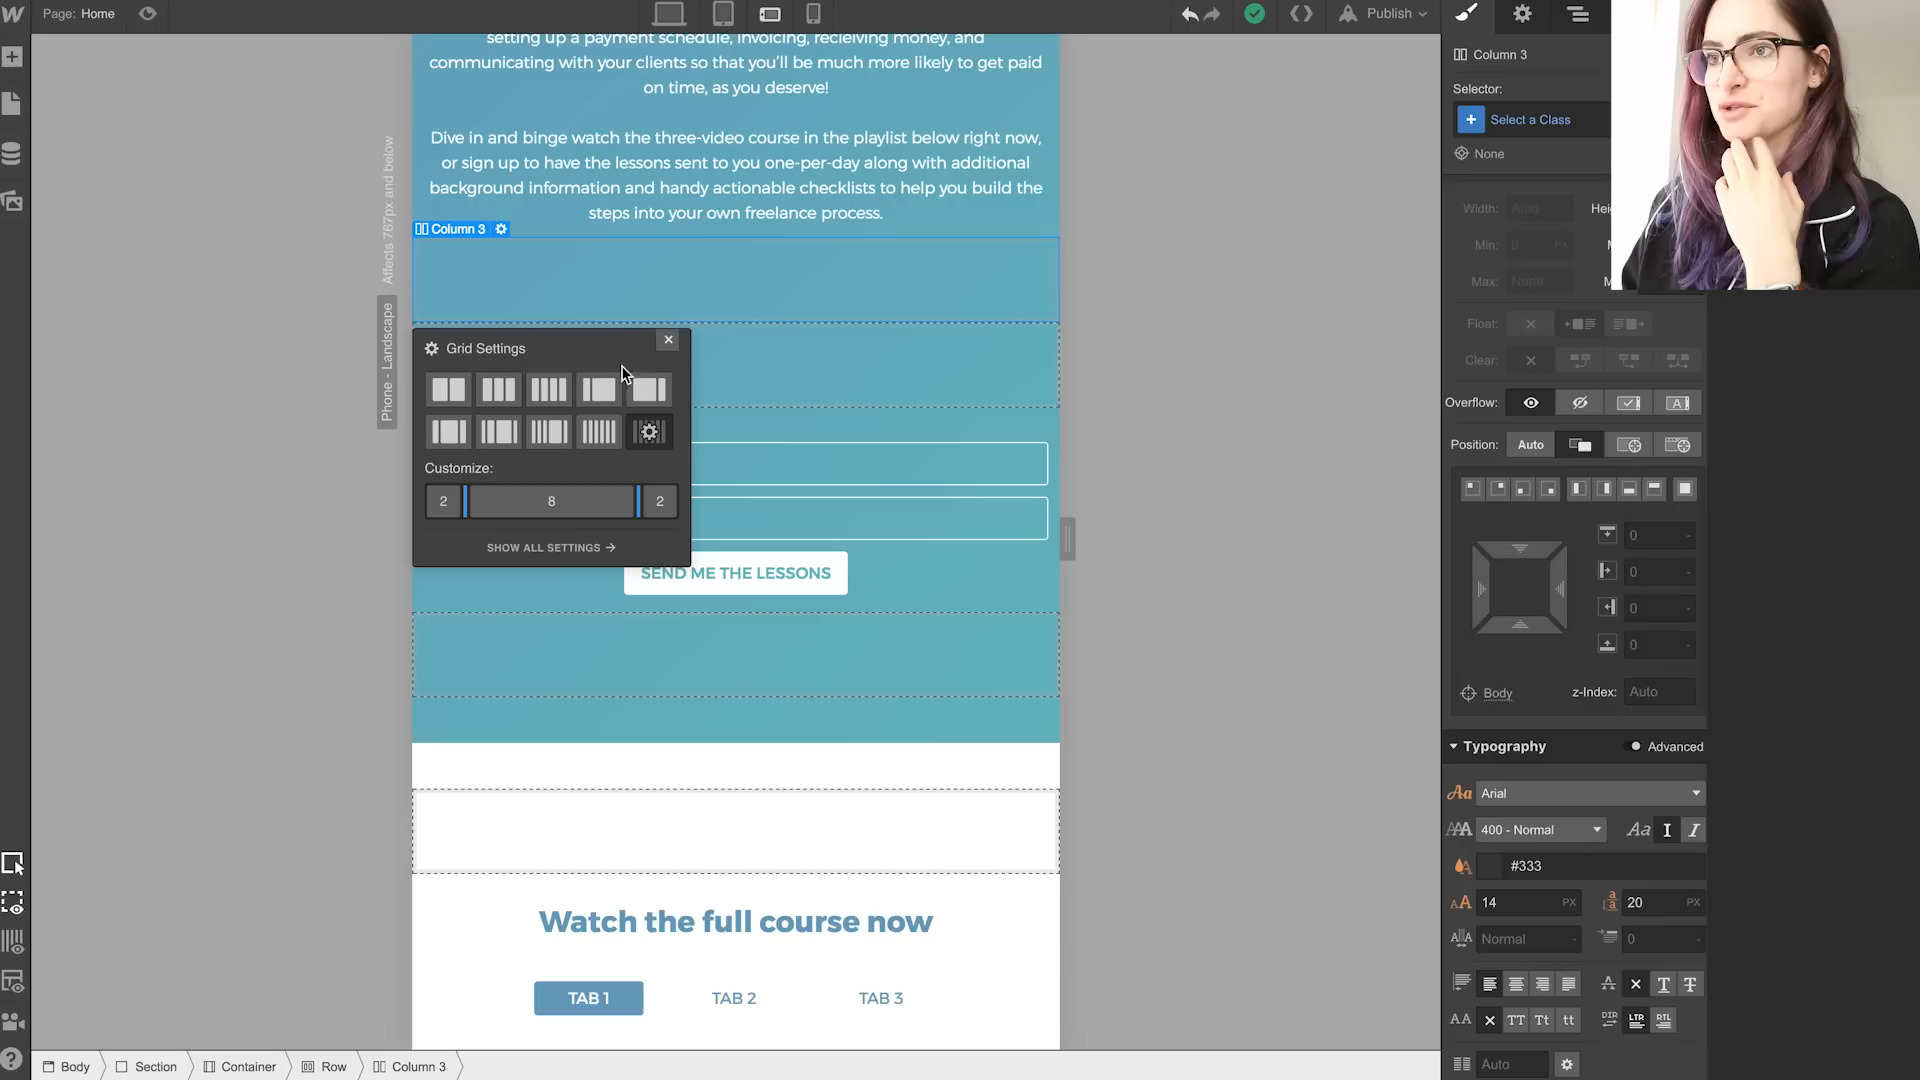 Page: Home
Publish
setting up a payment schedule, invoicing, recieiving money, and
communicating with your clients so that you'll be much more likely to get paid
on time, as you deserve!
Dive in and binge watch the three-video course in the playlist below right now,
or sign up to have the lessons sent to you one-per-day along with additional
background information and handy actionable checklists to help you build the
steps into your own freelance process.
Affects 767px and below
Phone - Landscape
Column 3
Grid Settings
Customize:
2
8
2
SHOW ALL SETTINGS →
SEND ME THE LESSONS
Watch the full course now
TAB 1
TAB 2
TAB 3
Body
Section
Container
Row
Column 3
Column 3
Selector:
+ Select a Class
None
Width: Auto
Min: 0 PX
Max: None
Float:
Clear:
Overflow:
Position: Auto
0 -
0 -
0 -
0 -
Body
z-Index: Auto
Typography
Advanced
Arial
400 - Normal
#333
14 PX
20 PX
Normal -
0 -
DIR
LTR
RTL
Auto